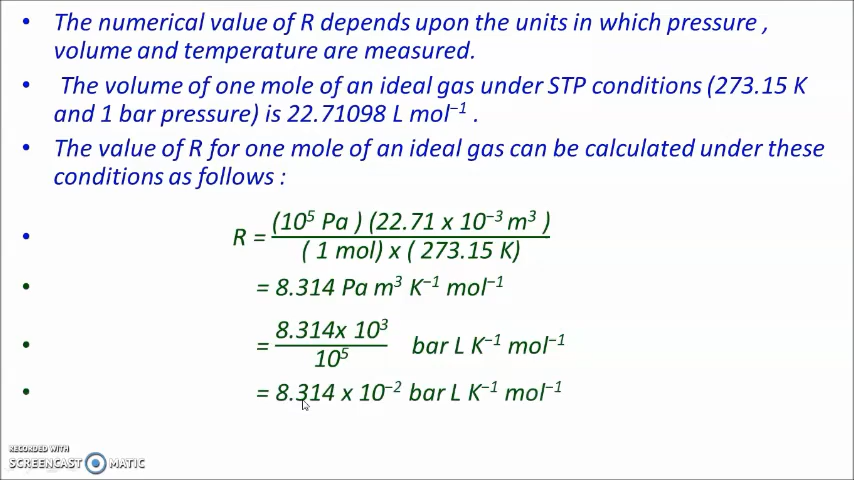 • The numerical value of R depends upon the units in which pressure ,
volume and temperature are measured.
• The volume of one mole of an ideal gas under STP conditions (273.15 K
and 1 bar pressure) is 22.71098 L mol⁻¹ .
• The value of R for one mole of an ideal gas can be calculated under these
conditions as follows :
(10⁵ Pa ) (22.71 x 10⁻³ m³ )
• R =
( 1 mol) x ( 273.15 K)
• = 8.314 Pa m³ K⁻¹ mol⁻¹
8.314x 10³
• = bar L K⁻¹ mol⁻¹
10⁵
• = 8.314 x 10⁻² bar L K⁻¹ mol⁻¹
RECORDED WITH
SCREENCAST MATIC